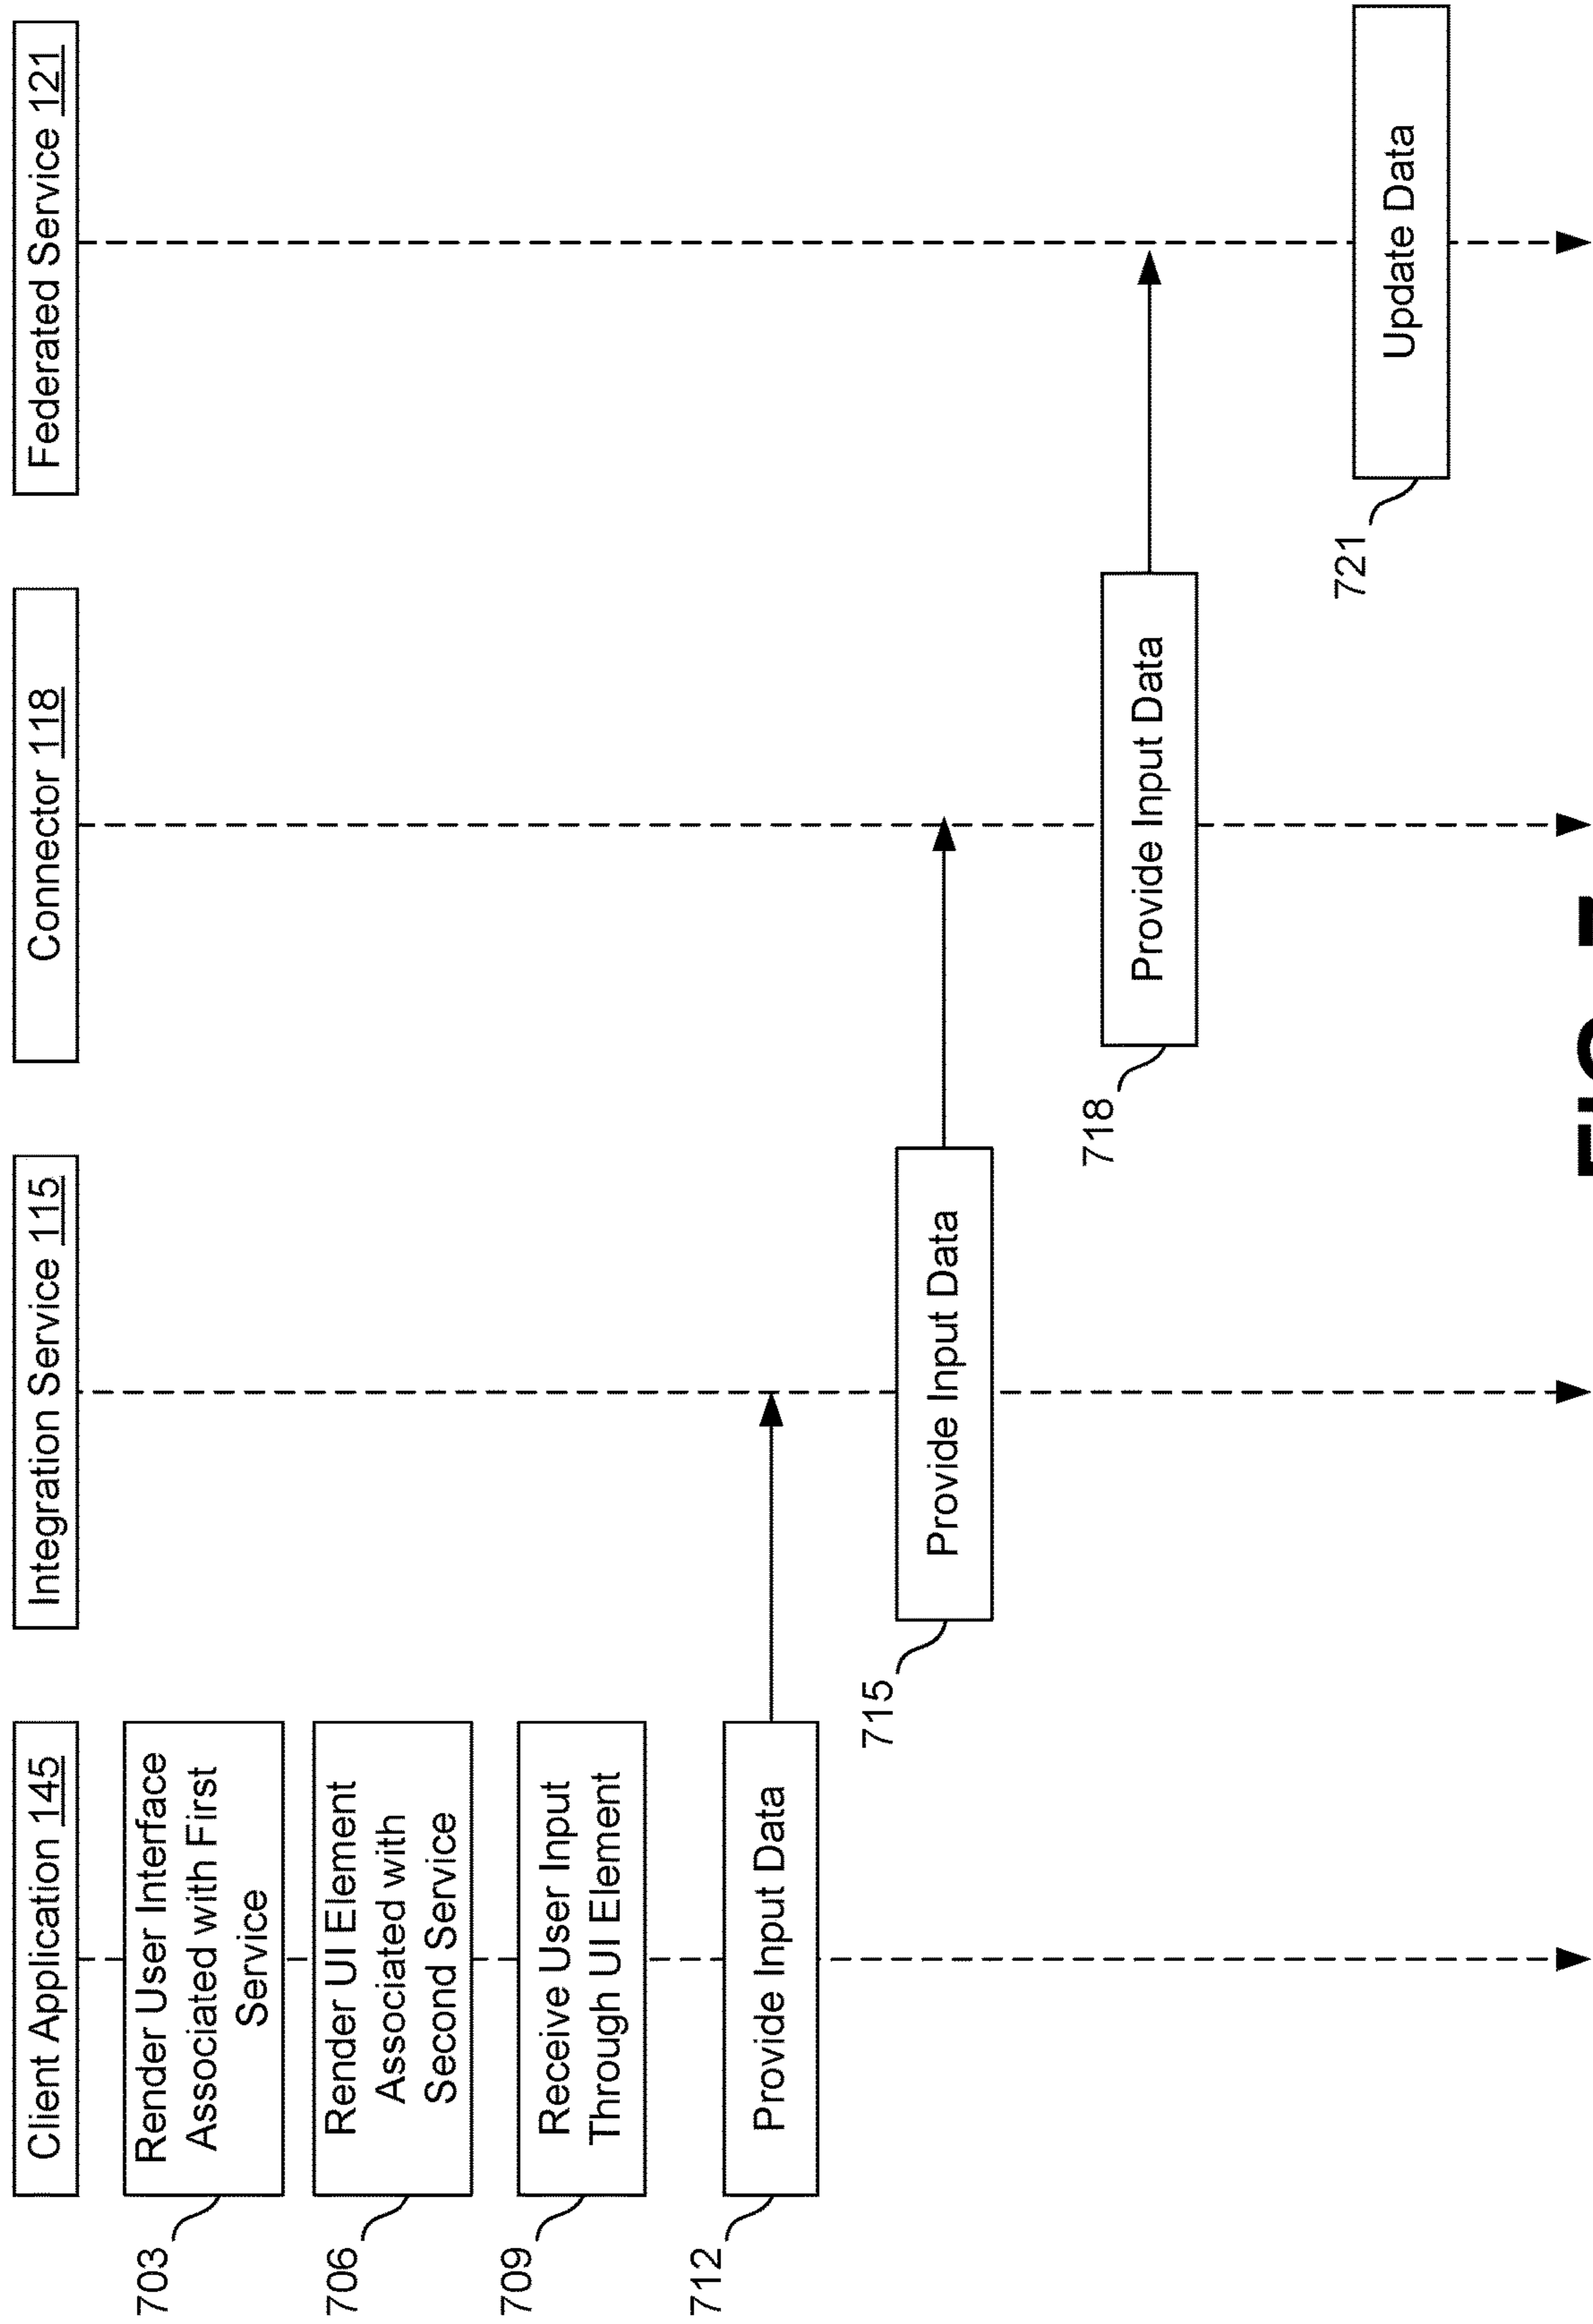 Client Application 145
Integration Service 115
Connector 118
Federated Service 121
703
Render User Interface
Associated with First
Service
706
Render UI Element
Associated with
Second Service
709
Receive User Input
Through UI Element
712
Provide Input Data
715
Provide Input Data
718
Provide Input Data
721
Update Data